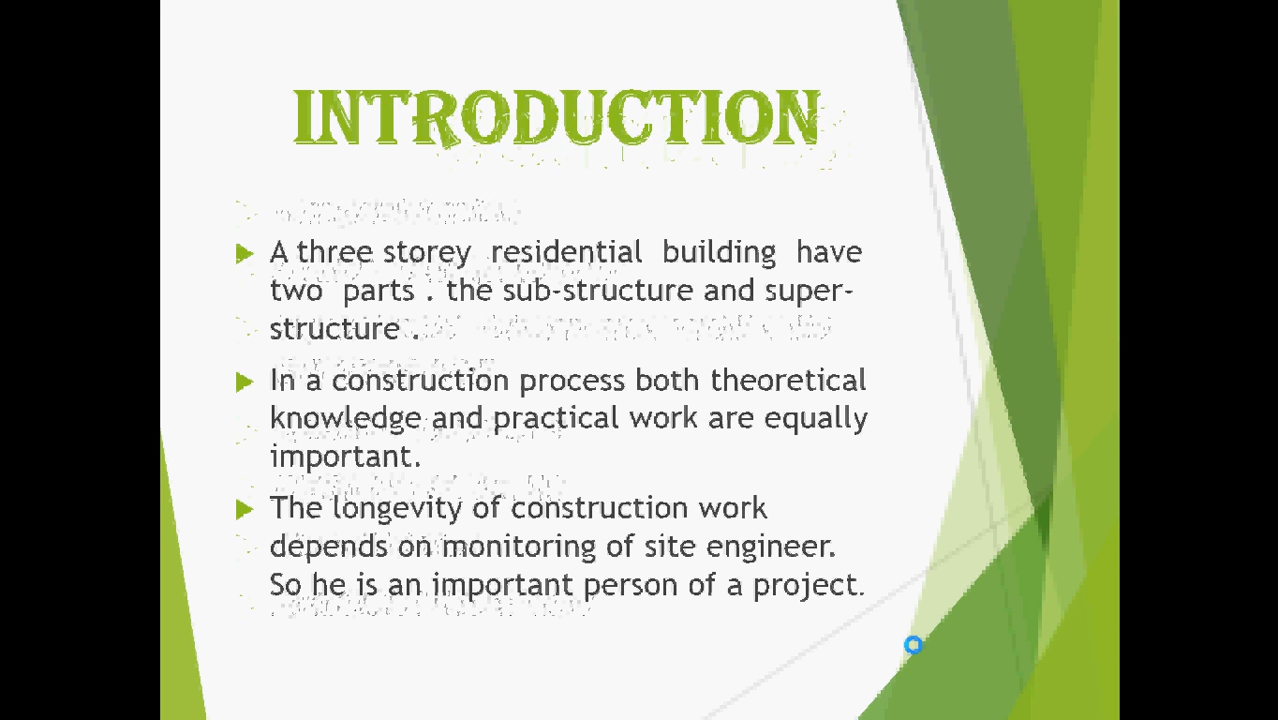 INTRODUCTION
A three storey residential building have
two parts . the sub-structure and super-
structure .
In a construction process both theoretical
knowledge and practical work are equally
important.
The longevity of construction work
depends on monitoring of site engineer.
So he is an important person of a project.